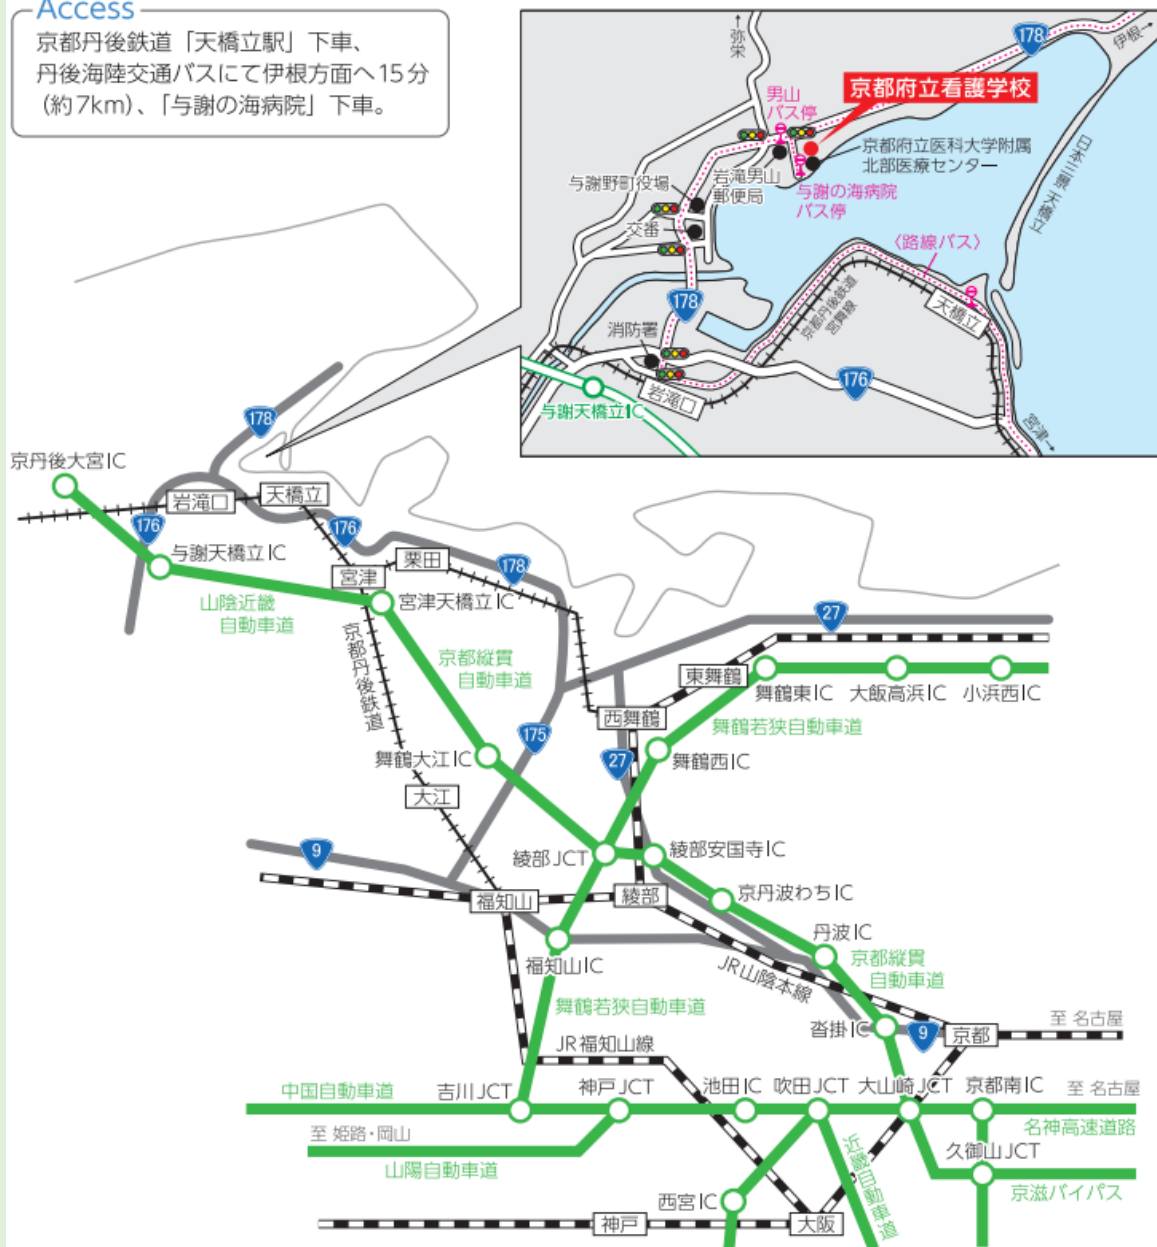 Access
京都丹後鉄道「天橋立駅」下車、
丹後海陸交通バスにて伊根方面へ15分
（約7km）、「与謝の海病院」下車。
↑弥栄
178
伊根→
京都府立看護学校
男山
バス停
京都府立医科大学附属
北部医療センター
岩滝男山
郵便局
与謝の海病院
バス停
与謝野町役場
交番
日本三景 天橋立
〈路線バス〉
天橋立
京都丹後鉄道
宮舞線
178
消防署
176
岩滝口
与謝天橋立IC
宮津→
178
京丹後大宮IC
岩滝口
天橋立
176
176
与謝天橋立IC
宮津
栗田
178
山陰近畿
自動車道
宮津天橋立IC
27
京都丹後鉄道
京都縦貫
自動車道
東舞鶴
舞鶴東IC
大飯高浜IC
小浜西IC
西舞鶴
舞鶴若狭自動車道
175
27
舞鶴大江IC
舞鶴西IC
大江
9
綾部JCT
綾部安国寺IC
福知山
綾部
京丹波わちIC
丹波IC
福知山IC
JR山陰本線
京都縦貫
自動車道
舞鶴若狭自動車道
沓掛IC
9
京都
至 名古屋
JR福知山線
中国自動車道
吉川JCT
神戸JCT
池田IC
吹田JCT
大山崎JCT
京都南IC
至 名古屋
至 姫路・岡山
名神高速道路
山陽自動車道
近畿自動車道
久御山JCT
京滋バイパス
西宮IC
神戸
大阪